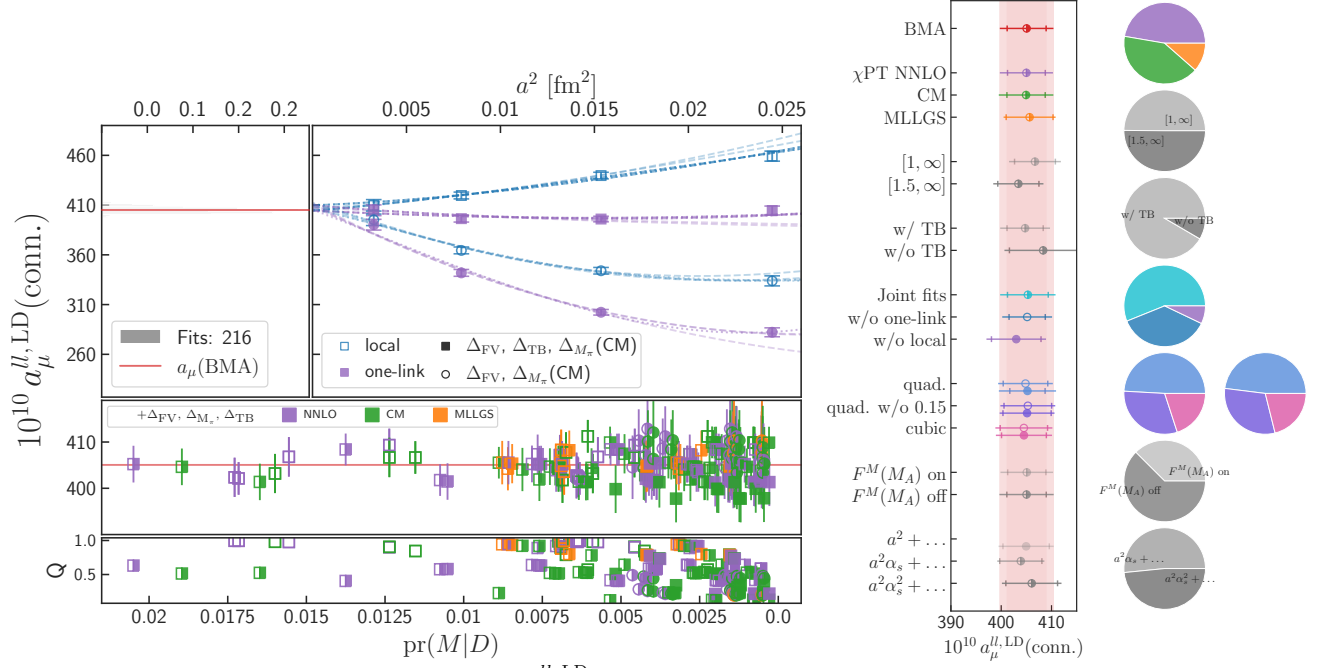 a² [fm²]
0.0 0.1 0.2 0.2 0.005 0.010 0.015 0.02 0.025
460
410
360
310
260
10¹⁰ a_μ^{ll,LD}(conn.)
Fits: 216
a_μ(BMA)
local
one-link
Δ_FV, Δ_TB, Δ_{M_π}(CM)
Δ_FV, Δ_{M_π}(CM)
+Δ_FV, Δ_{M_π}, Δ_TB NNLO CM MLLGS
410
400
1.0
0.5
Q
0.02 0.0175 0.015 0.0125 0.01 0.0075 0.005 0.0025 0.0
pr(M|D)
BMA
χPT NNLO
CM
MLLGS
[1, ∞]
[1.5, ∞]
w/ TB
w/o TB
Joint fits
w/o one-link
w/o local
quad.
quad. w/o 0.15
cubic
F^M(M_A) on
F^M(M_A) off
a² + ...
a²α_s + ...
a²α_s² + ...
390 400 410
10¹⁰ a_μ^{ll,LD}(conn.)
[1, ∞]
[1.5, ∞]
w/ TB
w/o TB
F^M(M_A) on
F^M(M_A) off
a²α_s + ...
a²α_s² + ...